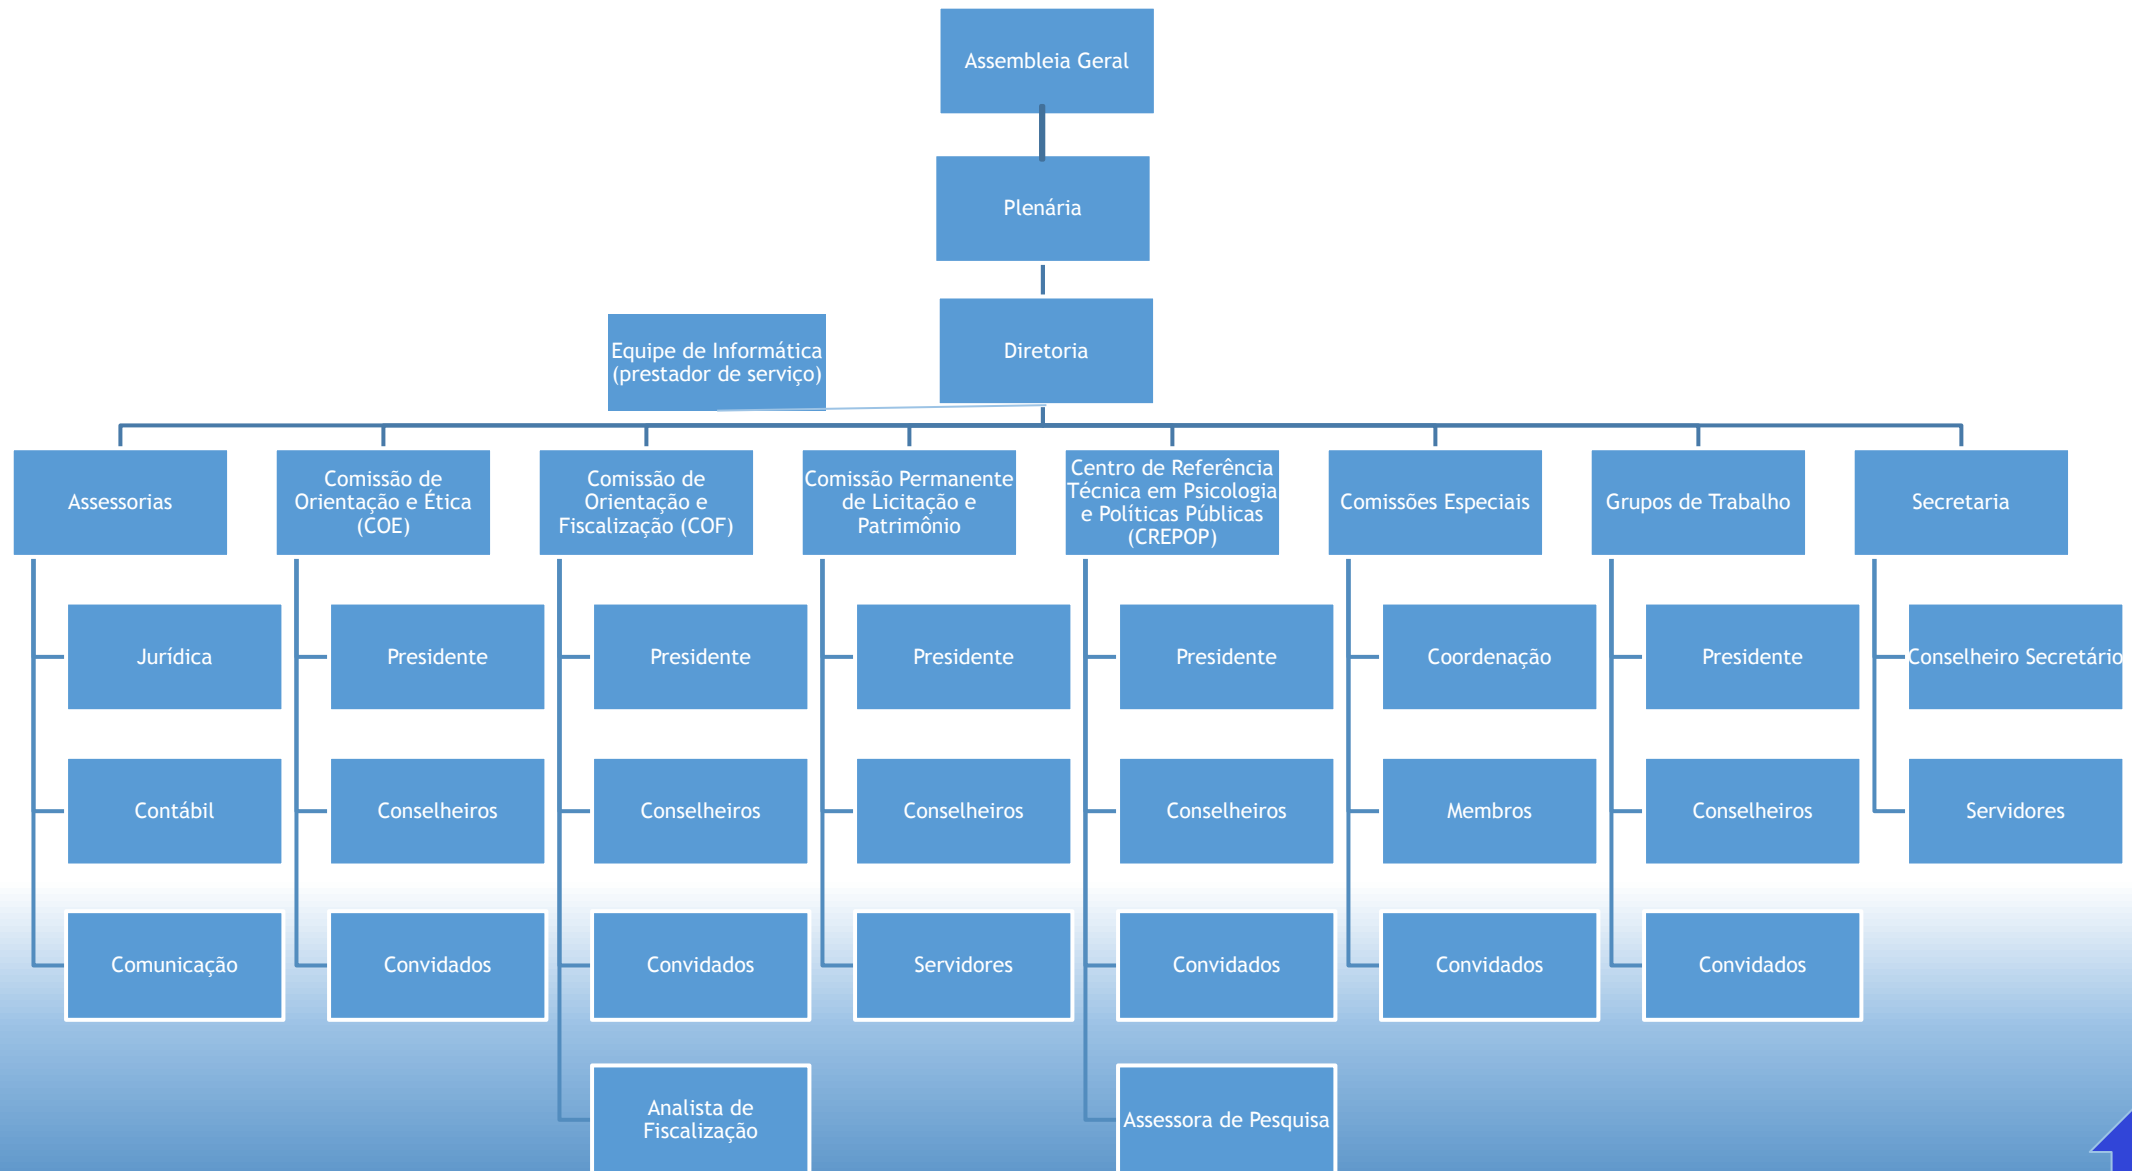 Assembleia Geral
Plenária
Diretoria
Equipe de Informática
(prestador de serviço)
Assessorias
Comissão de
Orientação e Ética
(COE)
Comissão de
Orientação e
Fiscalização (COF)
Comissão Permanente
de Licitação e
Patrimônio
Centro de Referência
Técnica em Psicologia
e Políticas Públicas
(CREPOP)
Comissões Especiais
Grupos de Trabalho
Secretaria
Jurídica
Presidente
Presidente
Presidente
Presidente
Coordenação
Presidente
Conselheiro Secretário
Contábil
Conselheiros
Conselheiros
Conselheiros
Conselheiros
Membros
Conselheiros
Servidores
Comunicação
Convidados
Convidados
Servidores
Convidados
Convidados
Convidados
Analista de
Fiscalização
Assessora de Pesquisa